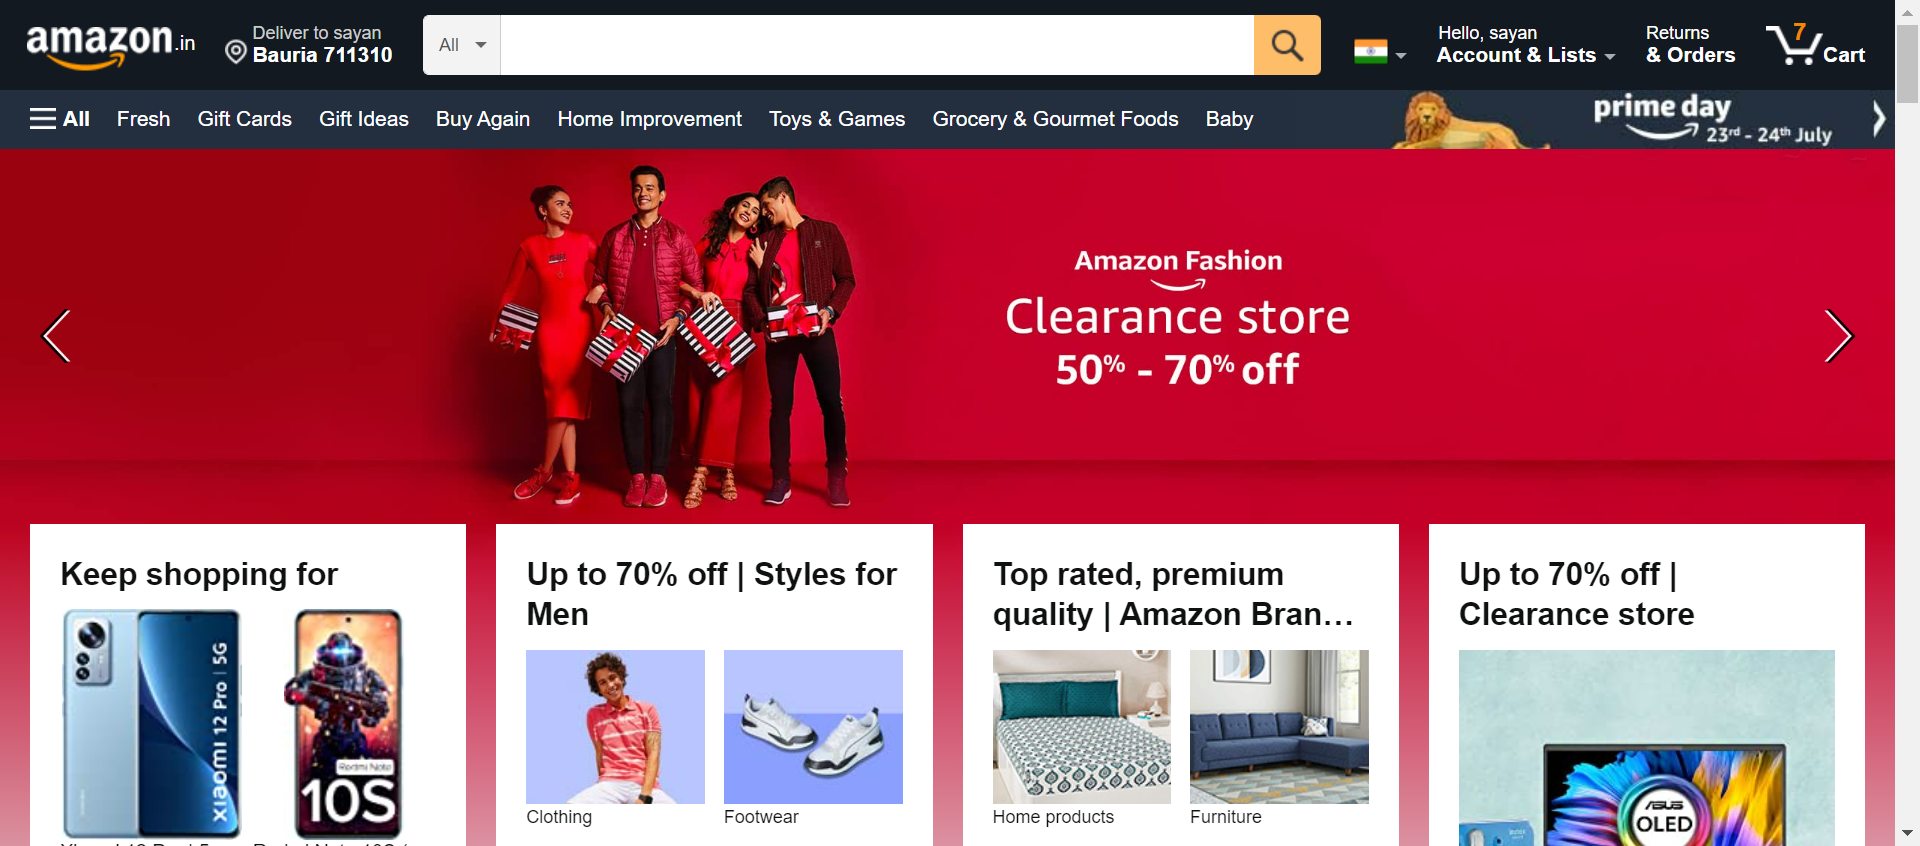 amazon.in
Deliver to sayan
Bauria 711310
All
Hello, sayan
Account & Lists
Returns
& Orders
7
Cart
All
Fresh
Gift Cards
Gift Ideas
Buy Again
Home Improvement
Toys & Games
Grocery & Gourmet Foods
Baby
prime day
23rd - 24th July
Amazon Fashion
Clearance store
50% - 70% off
Keep shopping for
xiaomi 12 Pro | 5G
Redmi Note
10S
Up to 70% off | Styles for
Men
Clothing
Footwear
Top rated, premium
quality | Amazon Bran…
Home products
Furniture
Up to 70% off |
Clearance store
ASUS
OLED